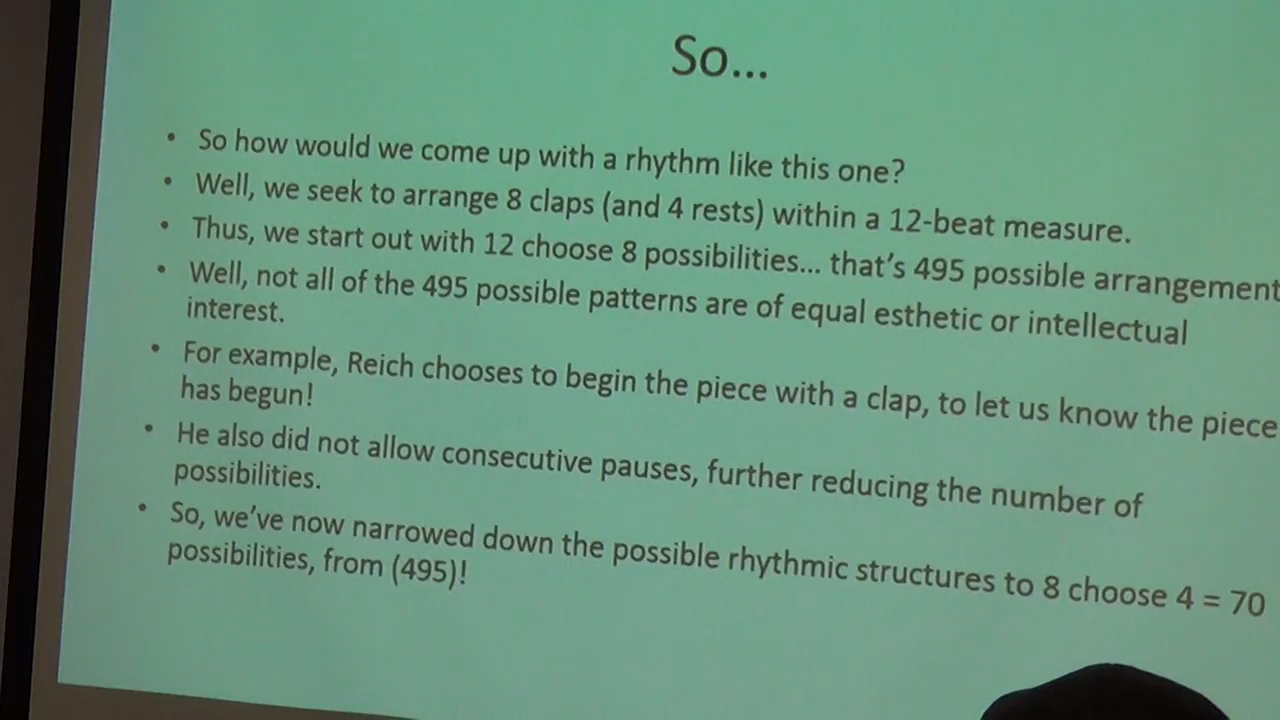 So...
• So how would we come up with a rhythm like this one?
• Well, we seek to arrange 8 claps (and 4 rests) within a 12-beat measure.
• Thus, we start out with 12 choose 8 possibilities... that's 495 possible arrangement
• Well, not all of the 495 possible patterns are of equal esthetic or intellectual
interest.
• For example, Reich chooses to begin the piece with a clap, to let us know the piece
has begun!
• He also did not allow consecutive pauses, further reducing the number of
possibilities.
• So, we've now narrowed down the possible rhythmic structures to 8 choose 4 = 70
possibilities, from (495)!